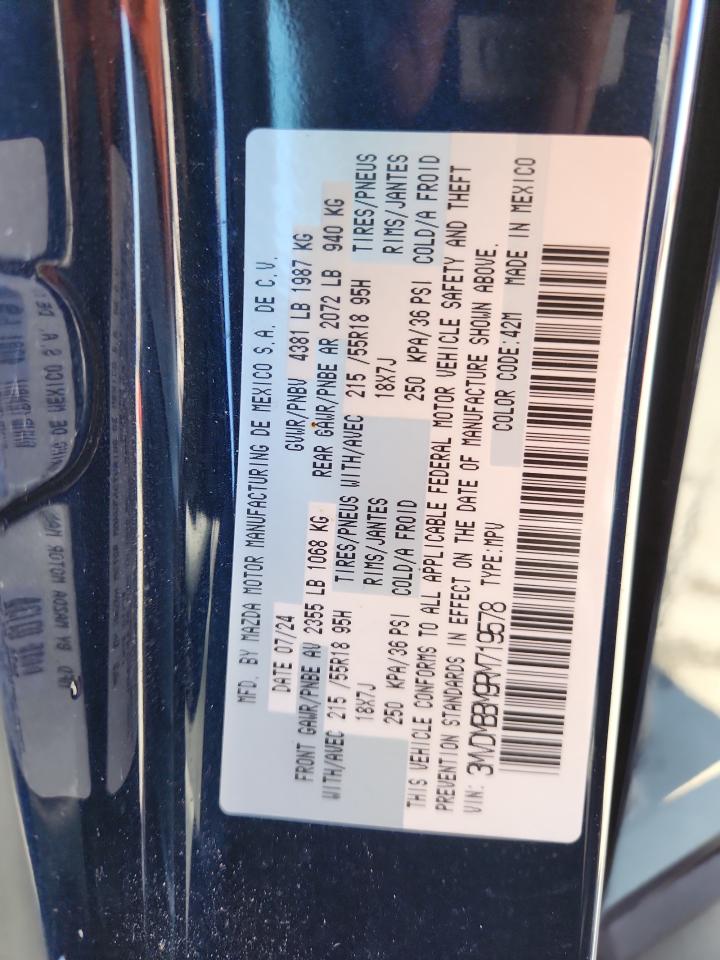 MFD. BY MAZDA MOTOR MANUFACTURING DE MEXICO S.A. DE C.V.
DATE 07/24 GVWR/PNBV 4381 LB 1987 KG
FRONT GAWR/PNBE AV 2355 LB 1068 KG REAR GAWR/PNBE AR 2072 LB 940 KG
WITH/AVEC 215 /55R18 95H TIRES/PNEUS WITH/AVEC 215 /55R18 95H TIRES/PNEUS
18X7J RIMS/JANTES 18X7J RIMS/JANTES
250 KPA/36 PSI COLD/A FROID 250 KPA/36 PSI COLD/A FROID
THIS VEHICLE CONFORMS TO ALL APPLICABLE FEDERAL MOTOR VEHICLE SAFETY AND THEFT
PREVENTION STANDARDS IN EFFECT ON THE DATE OF MANUFACTURE SHOWN ABOVE.
VIN: 3MVDMBBM9RM719578 TYPE:MPV COLOR CODE:42M MADE IN MEXICO